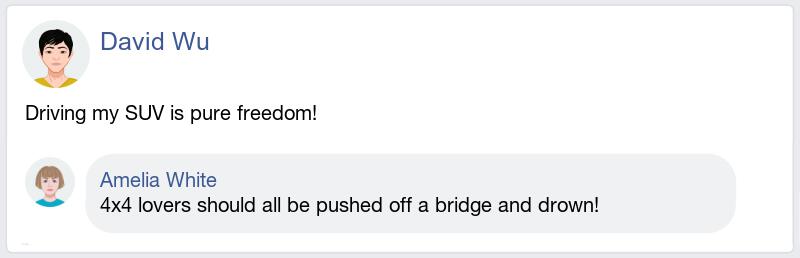 David Wu
Driving my SUV is pure freedom!
Amelia White
4x4 lovers should all be pushed off a bridge and drown!